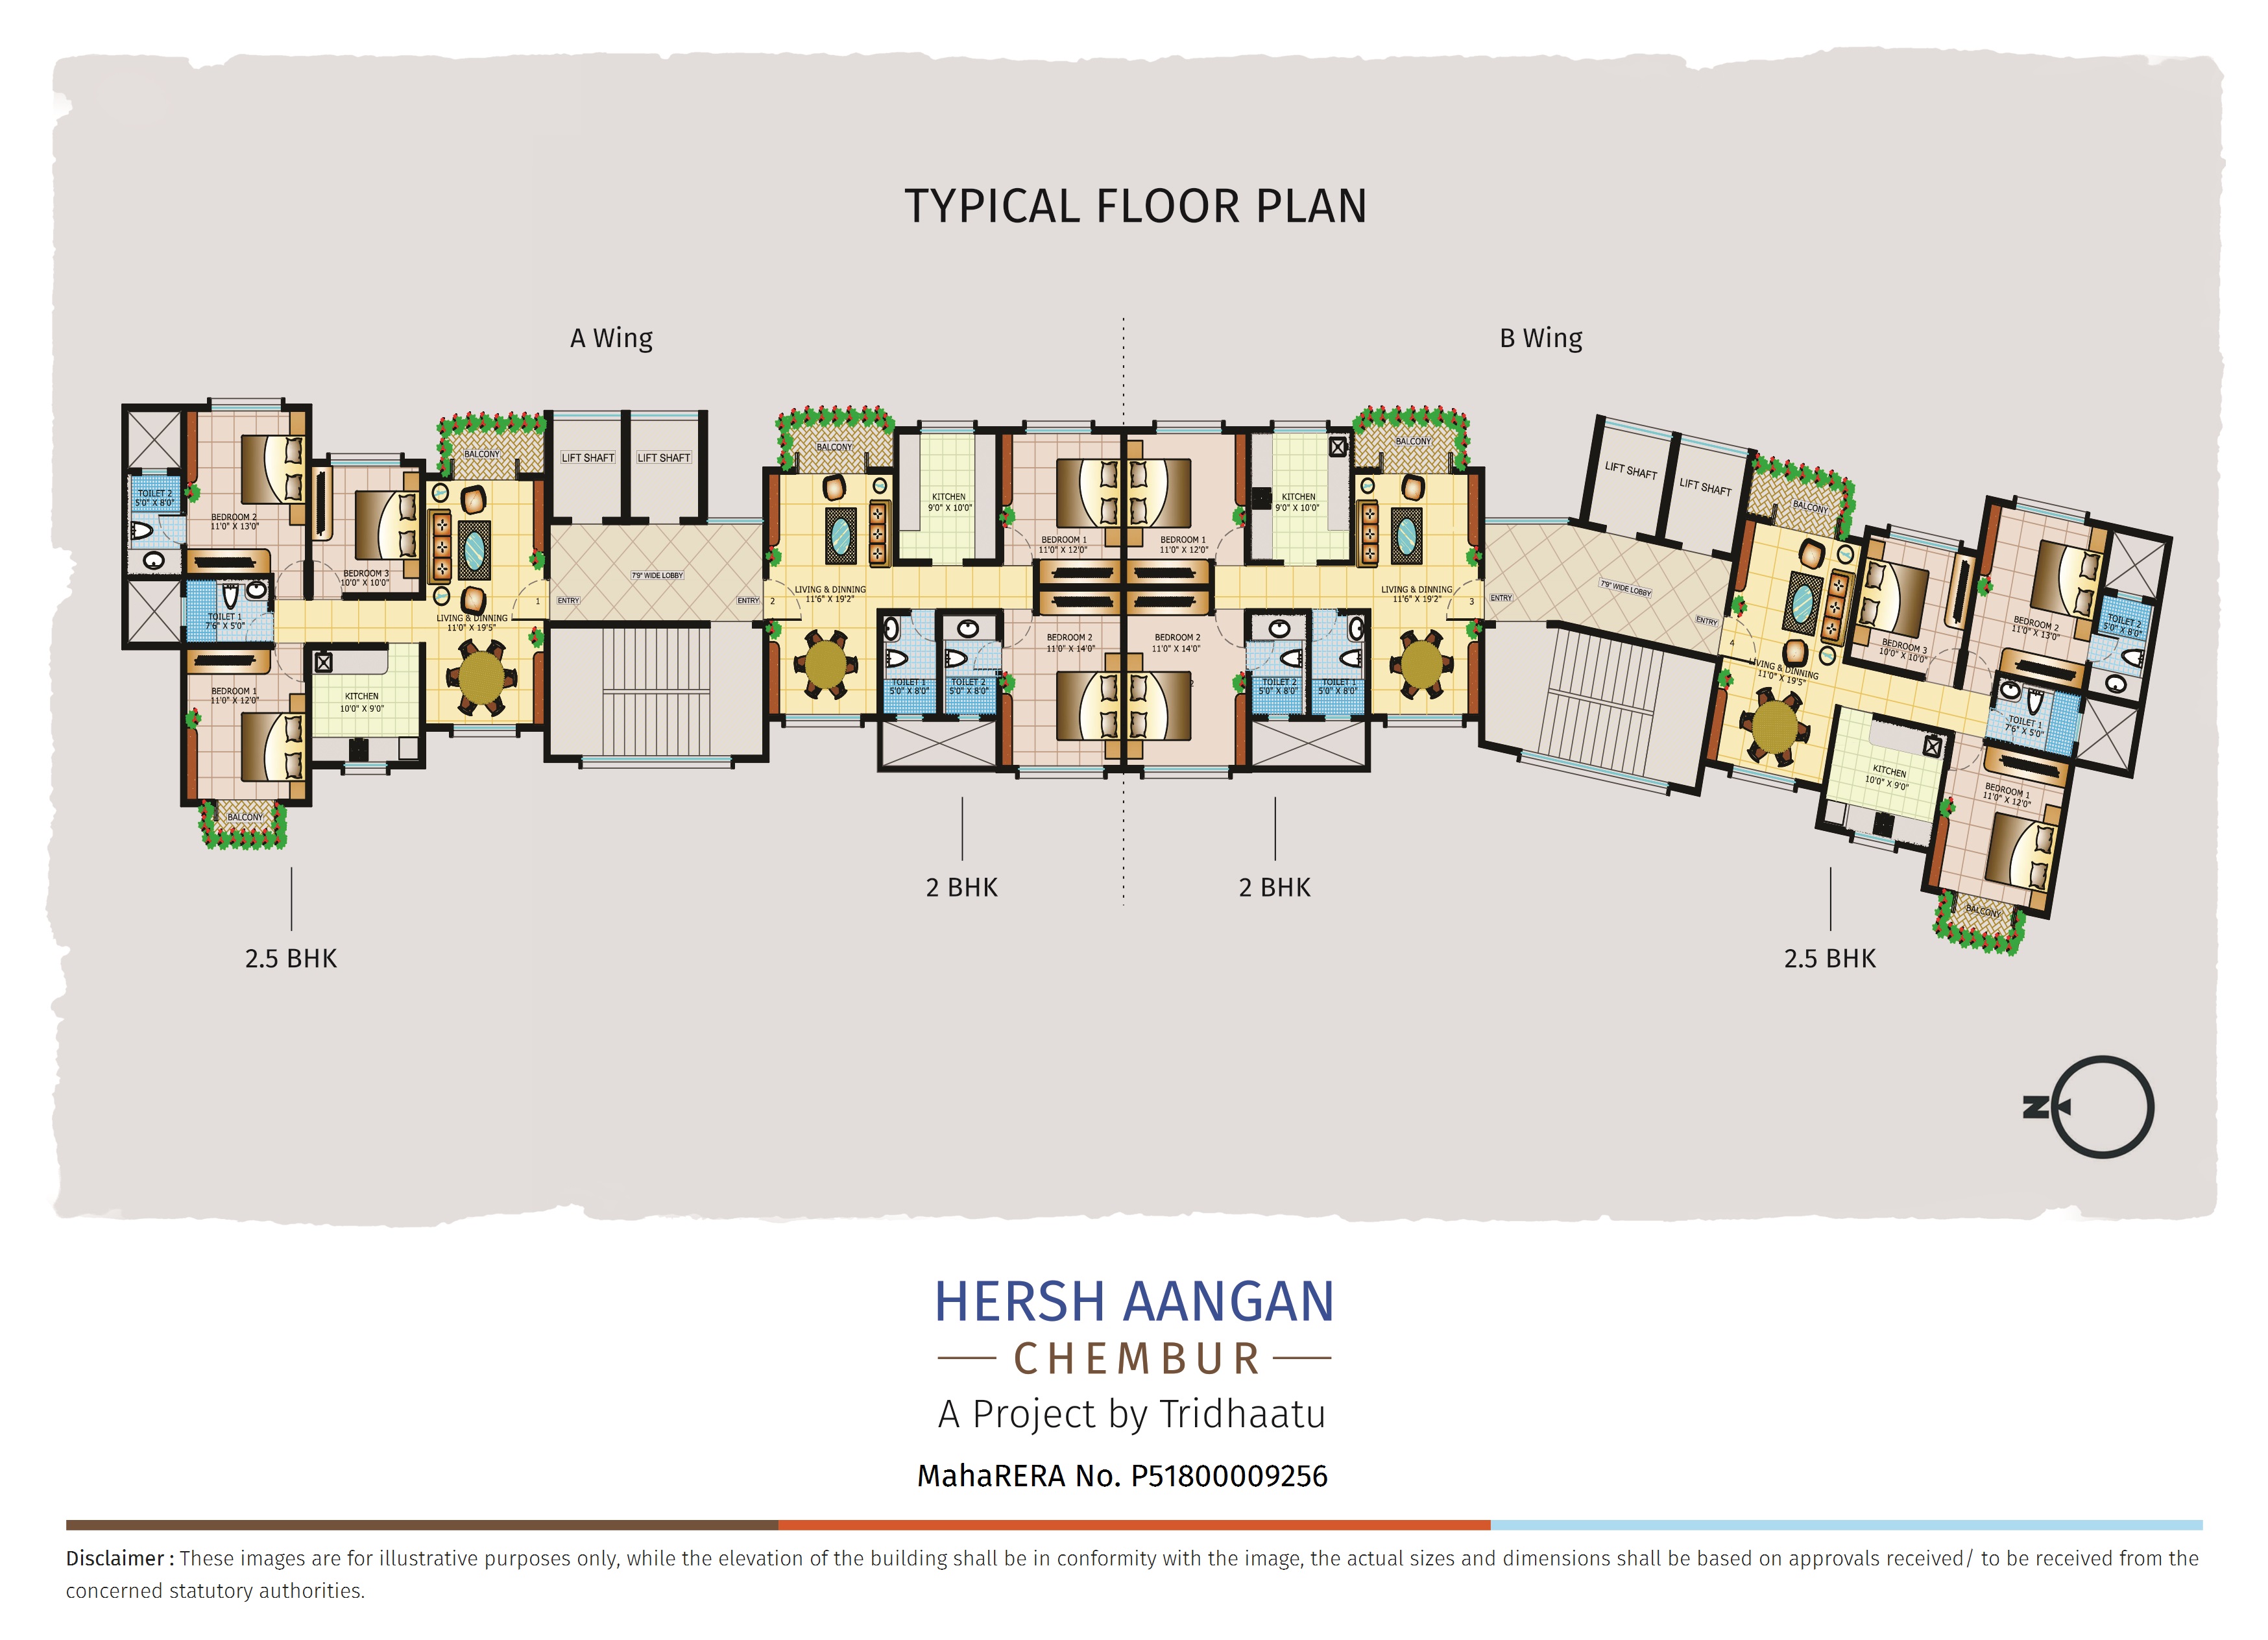 TYPICAL FLOOR PLAN
A Wing
B Wing
TOILET 2
5'0" X 8'0"
BEDROOM 2
11'0" X 13'0"
BEDROOM 3
10'0" X 10'0"
TOILET 1
7'6" X 5'0"
BEDROOM 1
11'0" X 12'0"
BALCONY
KITCHEN
10'0" X 9'0"
BALCONY
LIVING & DINNING
11'0" X 19'5"
1
LIFT SHAFT
LIFT SHAFT
7'9" WIDE LOBBY
ENTRY
ENTRY
2
BALCONY
LIVING & DINNING
11'6" X 19'2"
KITCHEN
9'0" X 10'0"
TOILET 1
5'0" X 8'0"
TOILET 2
5'0" X 8'0"
BEDROOM 1
11'0" X 12'0"
BEDROOM 2
11'0" X 14'0"
BEDROOM 1
11'0" X 12'0"
BEDROOM 2
11'0" X 14'0"
2
KITCHEN
9'0" X 10'0"
TOILET 2
5'0" X 8'0"
TOILET 1
5'0" X 8'0"
BALCONY
LIVING & DINNING
11'6" X 19'2"
3
ENTRY
LIFT SHAFT
LIFT SHAFT
7'9" WIDE LOBBY
ENTRY
4
BALCONY
LIVING & DINNING
11'0" X 19'5"
BEDROOM 3
10'0" X 10'0"
BEDROOM 2
11'0" X 13'0"
TOILET 2
5'0" X 8'0"
TOILET 1
7'6" X 5'0"
KITCHEN
10'0" X 9'0"
BEDROOM 1
11'0" X 12'0"
BALCONY
2 BHK
2 BHK
2.5 BHK
2.5 BHK
N
HERSH AANGAN
CHEMBUR
A Project by Tridhaatu
MahaRERA No. P51800009256
Disclaimer : These images are for illustrative purposes only, while the elevation of the building shall be in conformity with the image, the actual sizes and dimensions shall be based on approvals received/ to be received from the
concerned statutory authorities.